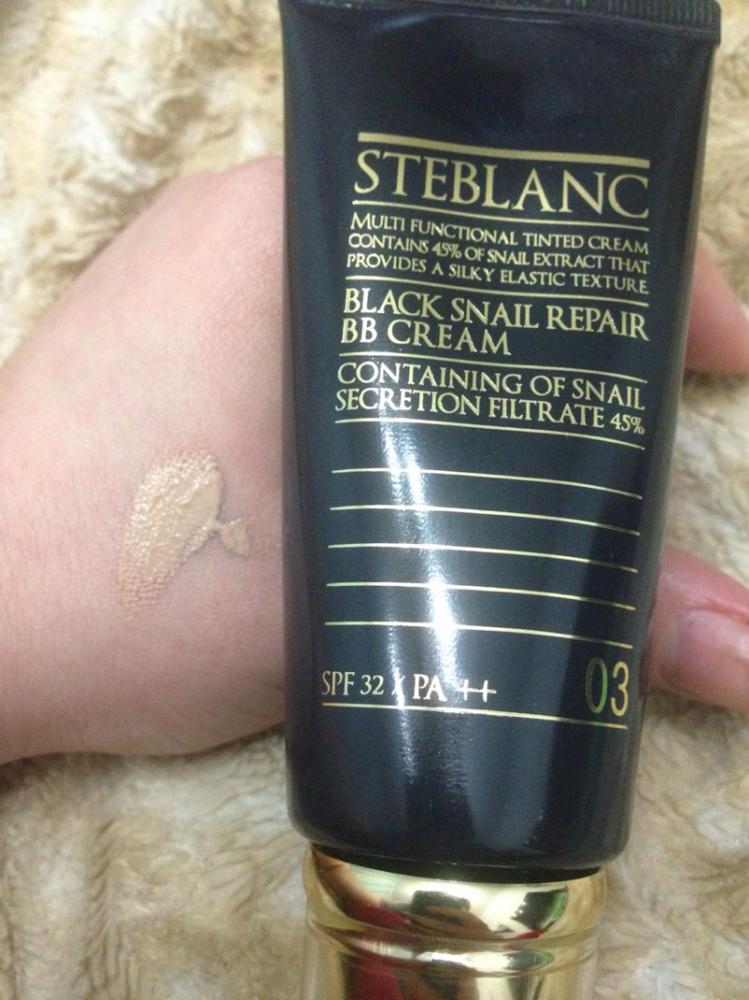 STEBLANC
MULTI FUNCTIONAL TINTED CREAM
CONTAINS 45% OF SNAIL EXTRACT THAT
PROVIDES A SILKY ELASTIC TEXTURE.
BLACK SNAIL REPAIR
BB CREAM
CONTAINING OF SNAIL
SECRETION FILTRATE 45%
SPF 32 / PA ++
03